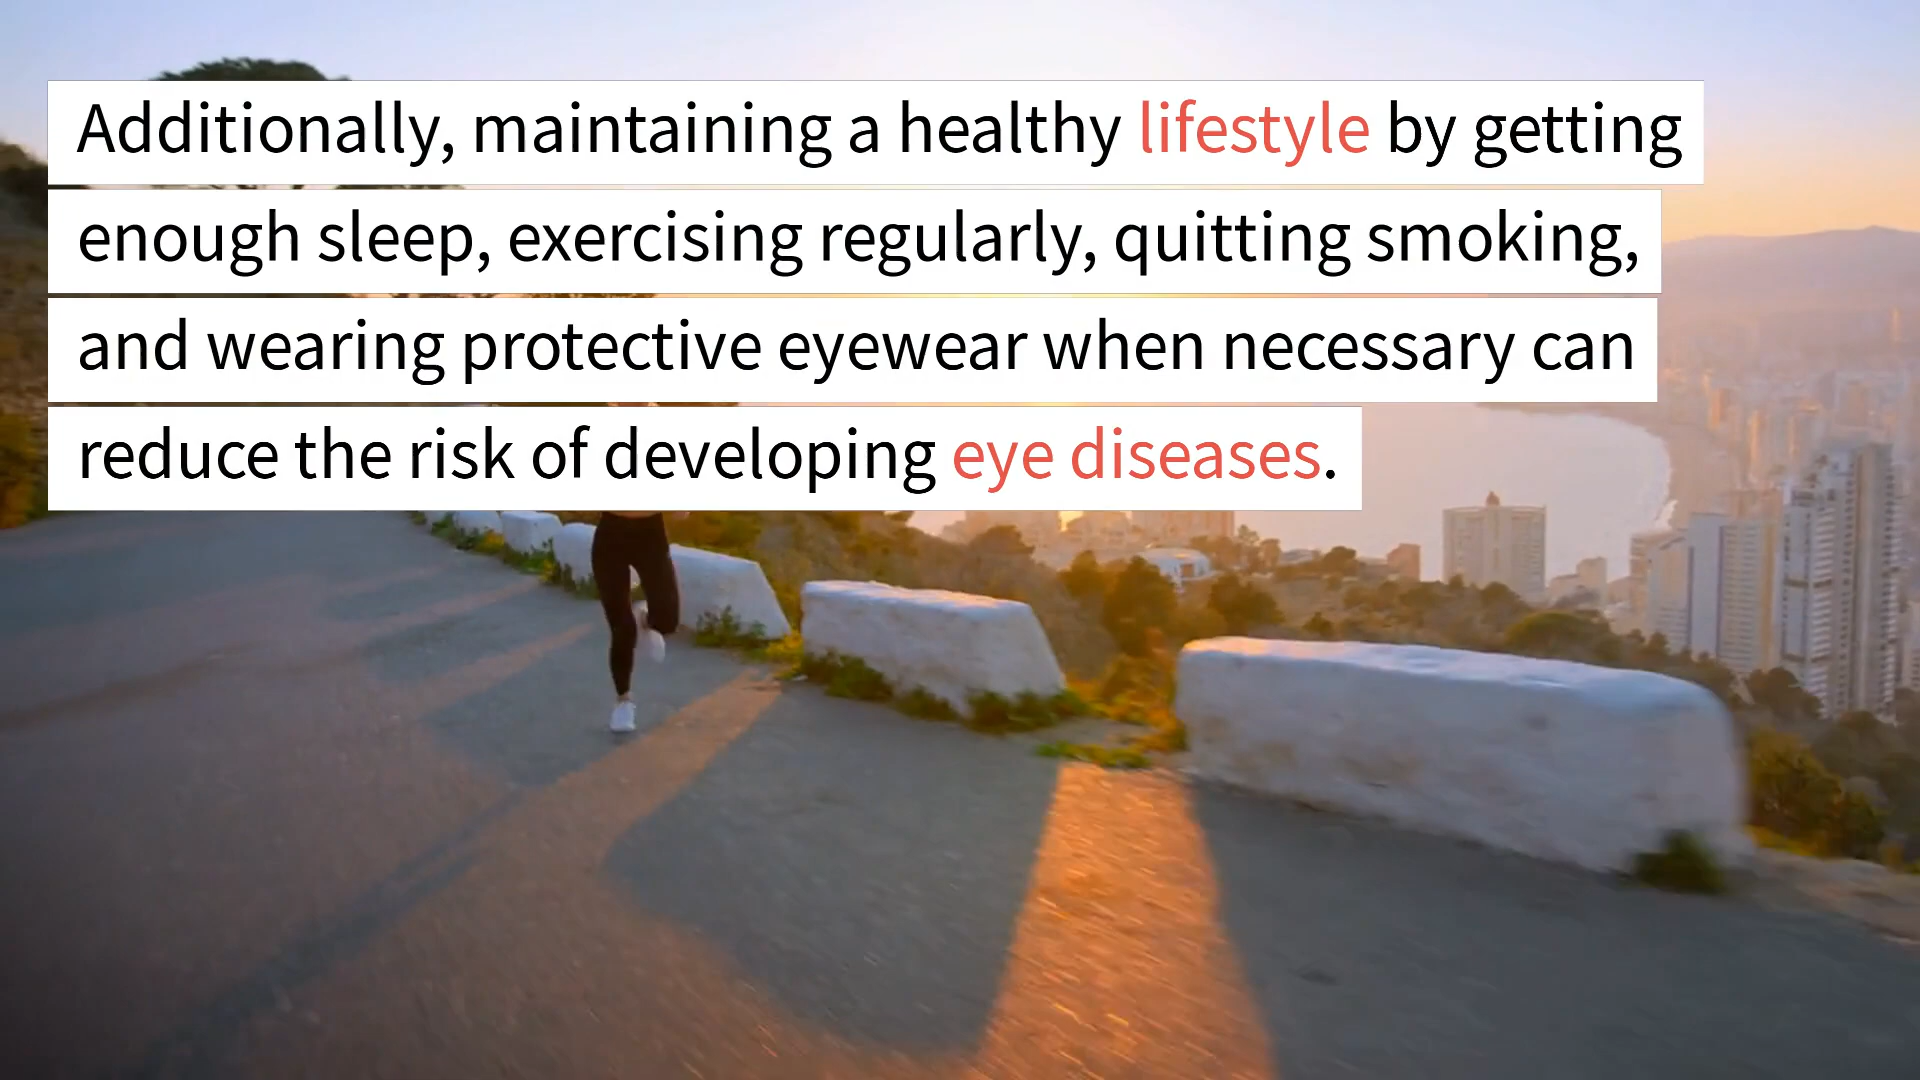 Additionally, maintaining a healthy lifestyle by getting
enough sleep, exercising regularly, quitting smoking,
and wearing protective eyewear when necessary can
reduce the risk of developing eye diseases.